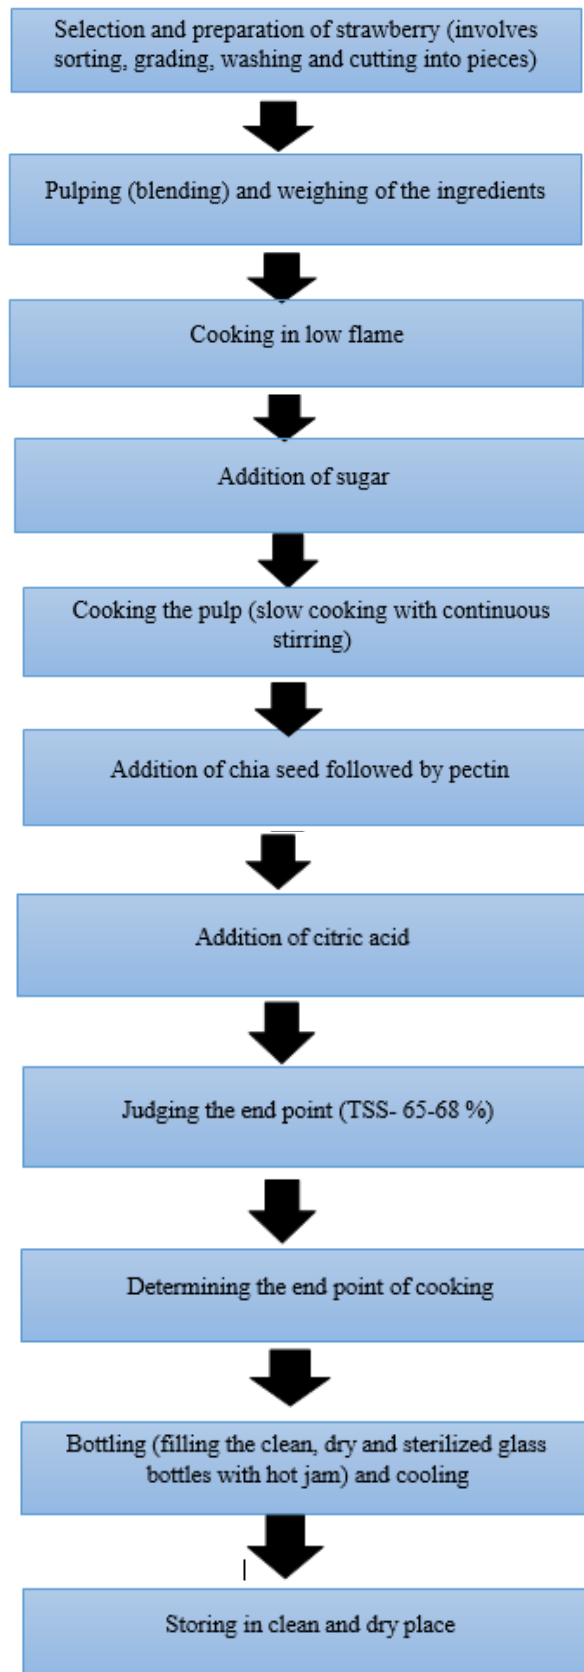 Selection and preparation of strawberry (involves
sorting, grading, washing and cutting into pieces)
Pulping (blending) and weighing of the ingredients
Cooking in low flame
Addition of sugar
Cooking the pulp (slow cooking with continuous
stirring)
Addition of chia seed followed by pectin
Addition of citric acid
Judging the end point (TSS- 65-68 %)
Determining the end point of cooking
Bottling (filling the clean, dry and sterilized glass
bottles with hot jam) and cooling
Storing in clean and dry place